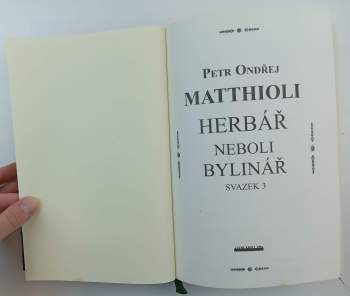 PETR ONDŘEJ
MATTHIOLI
HERBÁŘ
NEBOLI
BYLINÁŘ
SVAZEK 3